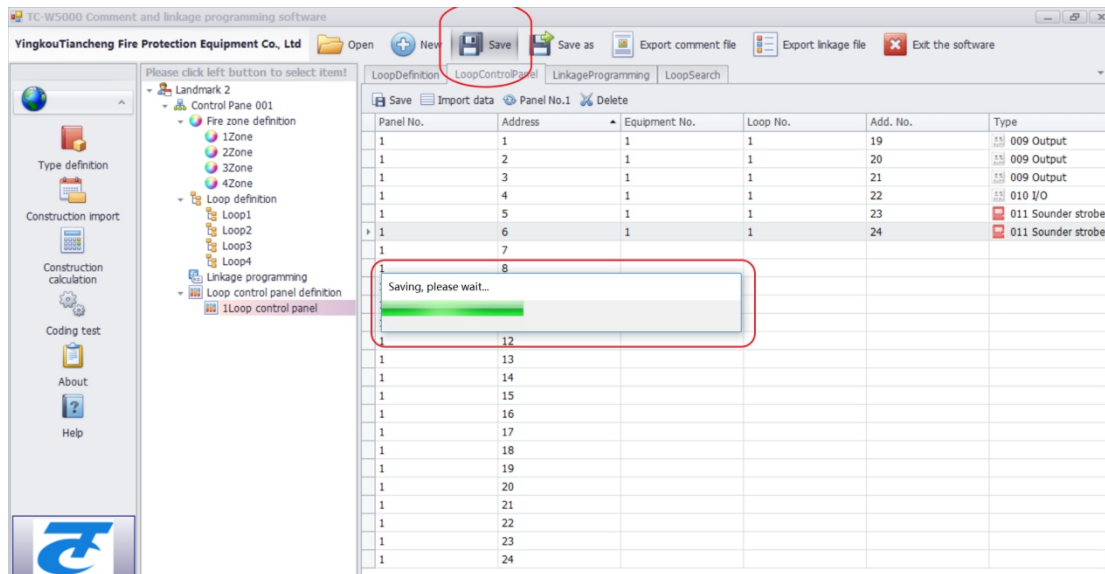 TC-W5000 Comment and linkage programming software
YingkouTiancheng Fire Protection Equipment Co., Ltd Open New Save Save as Export comment file Export linkage file Exit the software
Please click left button to select item!
Type definition
Construction import
Construction
calculation
Coding test
About
Help
Landmark 2
Control Pane 001
Fire zone definition
1Zone
2Zone
3Zone
4Zone
Loop definition
Loop1
Loop2
Loop3
Loop4
Linkage programming
Loop control panel definition
1Loop control panel
LoopDefinition LoopControlPanel LinkageProgramming LoopSearch
Save Import data Panel No.1 Delete
Panel No. Address Equipment No. Loop No. Add. No. Type
1 1 1 1 19 009 Output
1 2 1 1 20 009 Output
1 3 1 1 21 009 Output
1 4 1 1 22 010 I/O
1 5 1 1 23 011 Sounder strobe
1 6 1 1 24 011 Sounder strobe
1 7
1 8
Saving, please wait...
1 12
1 13
1 14
1 15
1 16
1 17
1 18
1 19
1 20
1 21
1 22
1 23
1 24